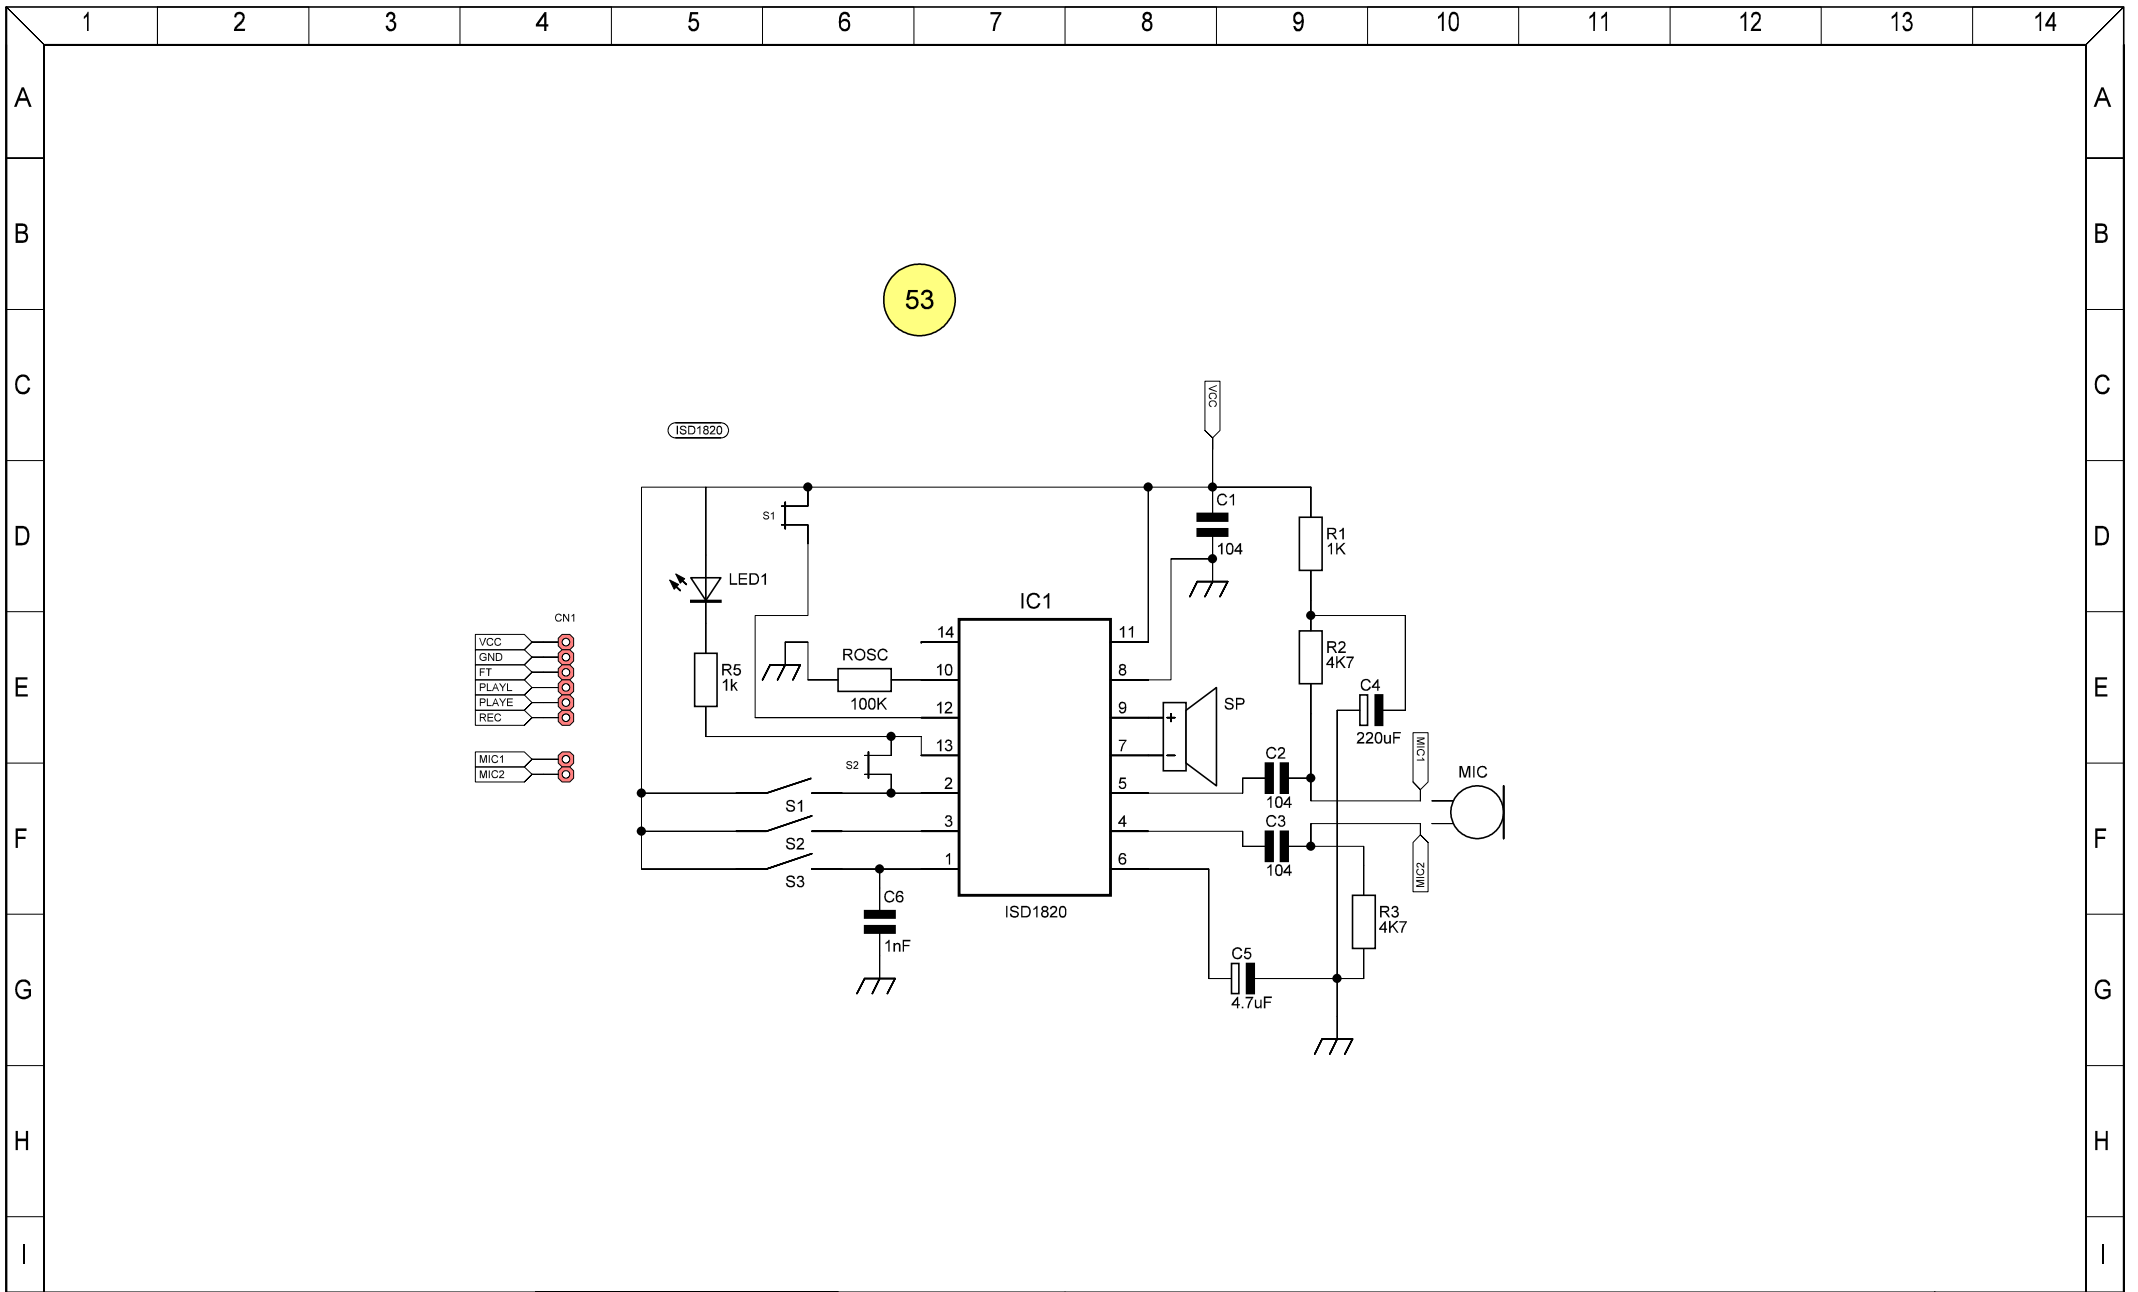 1 2 3 4 5 6 7 8 9 10 11 12 13 14
A A
B B
53
C C
VCC
ISD1820
D D
S1
C1
104
R1
1K
LED1
IC1
CN1
VCC
GND
FT
PLAYL
PLAYE
REC
MIC1
MIC2
E E
R5
1k
ROSC
100K
14
10
12
13
2
3
1
11
8
9
7
5
4
6
SP
+
−
R2
4K7
C4
220uF
MIC1
MIC
MIC2
S2
F F
S1
S2
S3
C2
104
C3
104
C6
1nF
ISD1820
R3
4K7
C5
4.7uF
G G
H H
I I